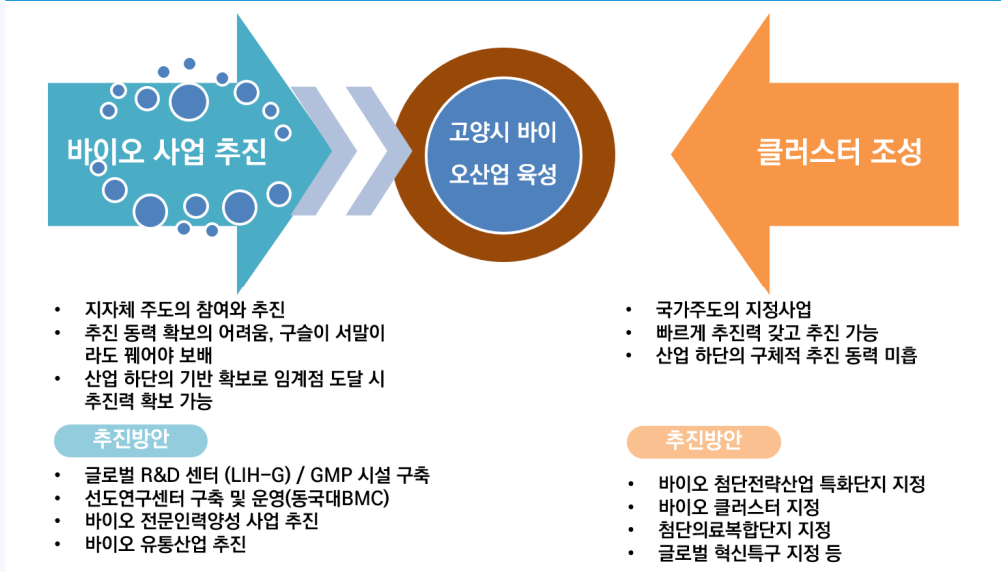 바이오 사업 추진
고양시 바이
오산업 육성
클러스터 조성
• 지자체 주도의 참여와 추진
• 추진 동력 확보의 어려움, 구슬이 서말이
라도 꿰어야 보배
• 산업 하단의 기반 확보로 임계점 도달 시
추진력 확보 가능
추진방안
• 글로벌 R&D 센터 (LIH-G) / GMP 시설 구축
• 선도연구센터 구축 및 운영(동국대BMC)
• 바이오 전문인력양성 사업 추진
• 바이오 유통산업 추진
• 국가주도의 지정사업
• 빠르게 추진력 갖고 추진 가능
• 산업 하단의 구체적 추진 동력 미흡
추진방안
• 바이오 첨단전략산업 특화단지 지정
• 바이오 클러스터 지정
• 첨단의료복합단지 지정
• 글로벌 혁신특구 지정 등